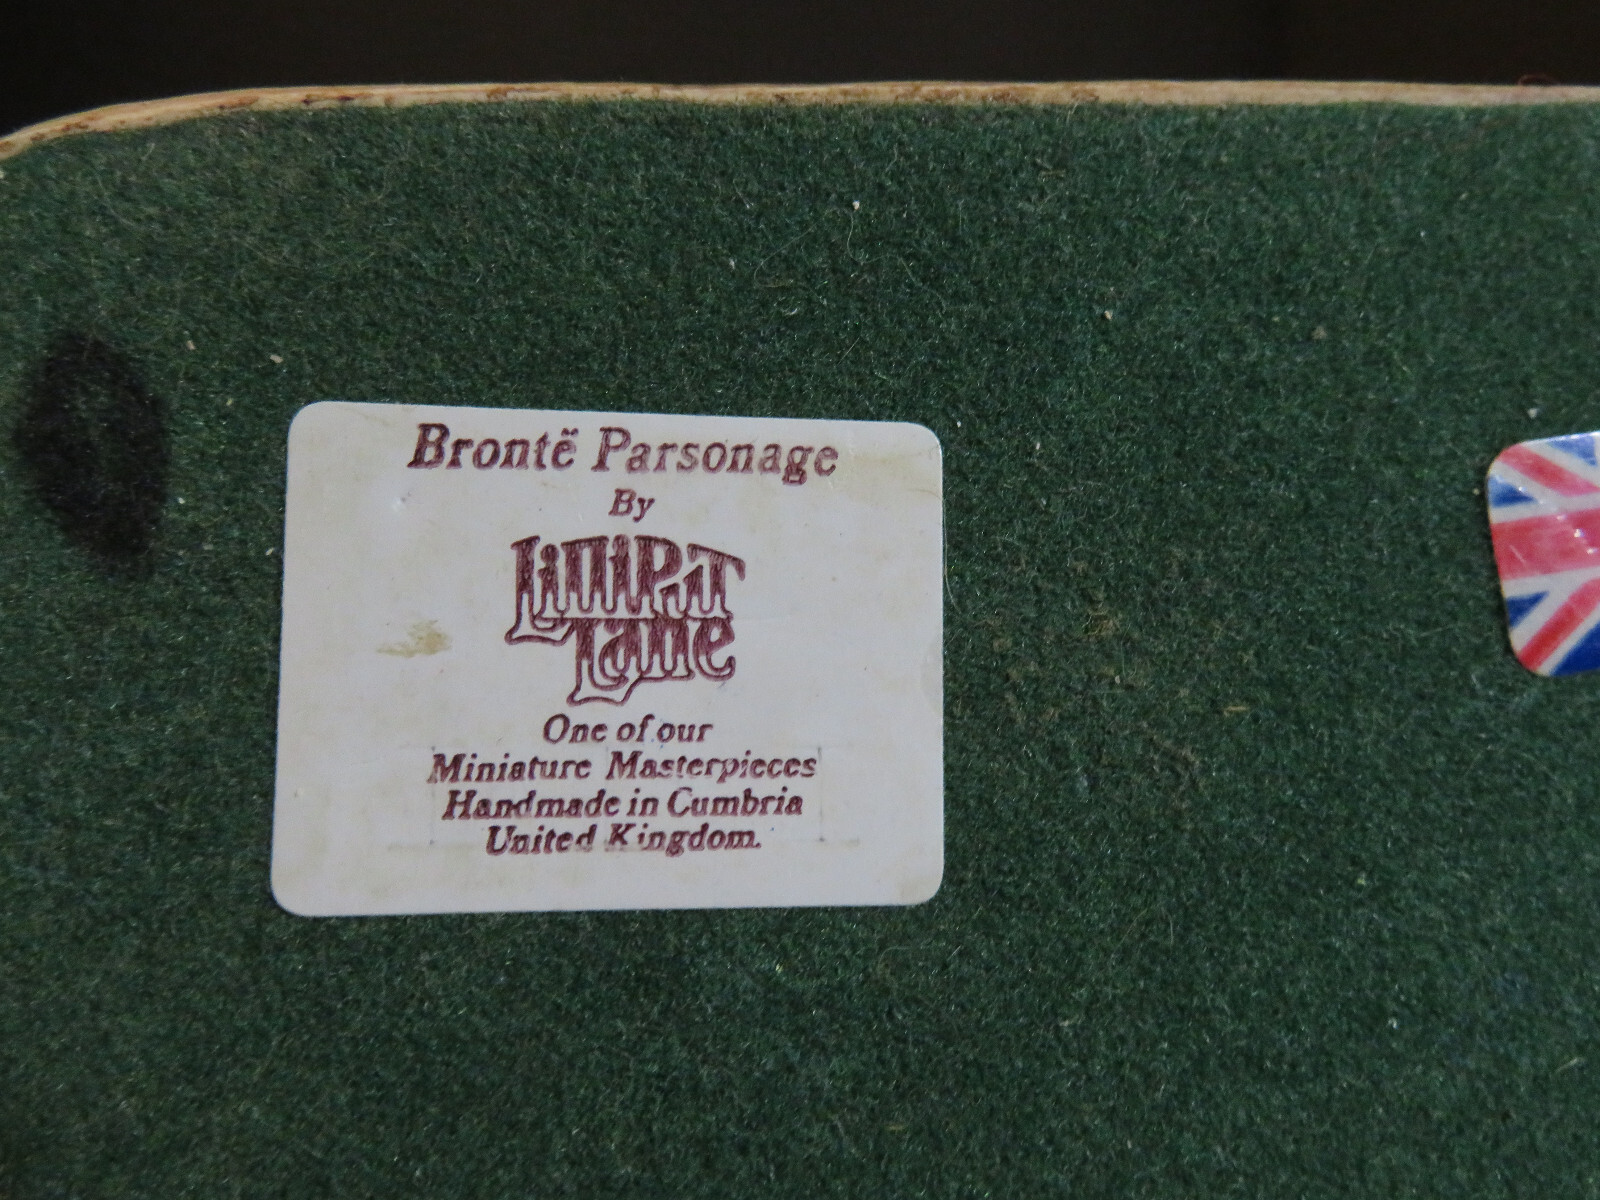 Brontë Parsonage
By
Lilliput
Lane
One of our
Miniature Masterpieces
Handmade in Cumbria
United Kingdom.